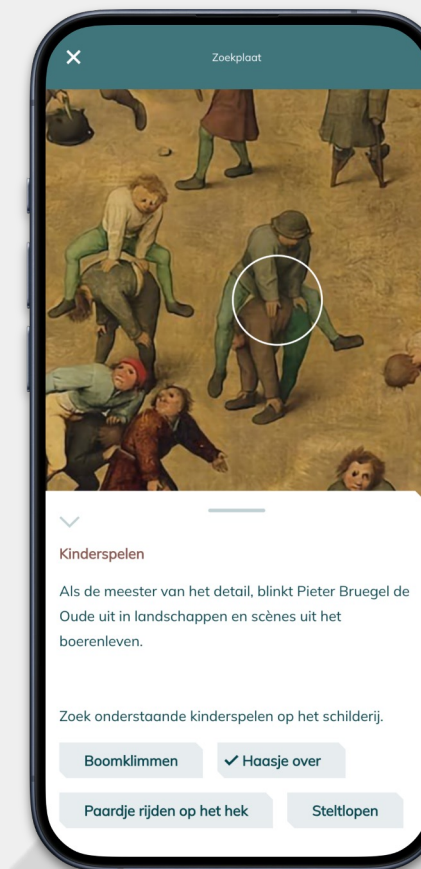 Zoekplaat
Kinderspelen
Als de meester van het detail, blinkt Pieter Bruegel de
Oude uit in landschappen en scènes uit het
boerenleven.
Zoek onderstaande kinderspelen op het schilderij.
Boomklimmen
Haasje over
Paardje rijden op het hek
Steltlopen